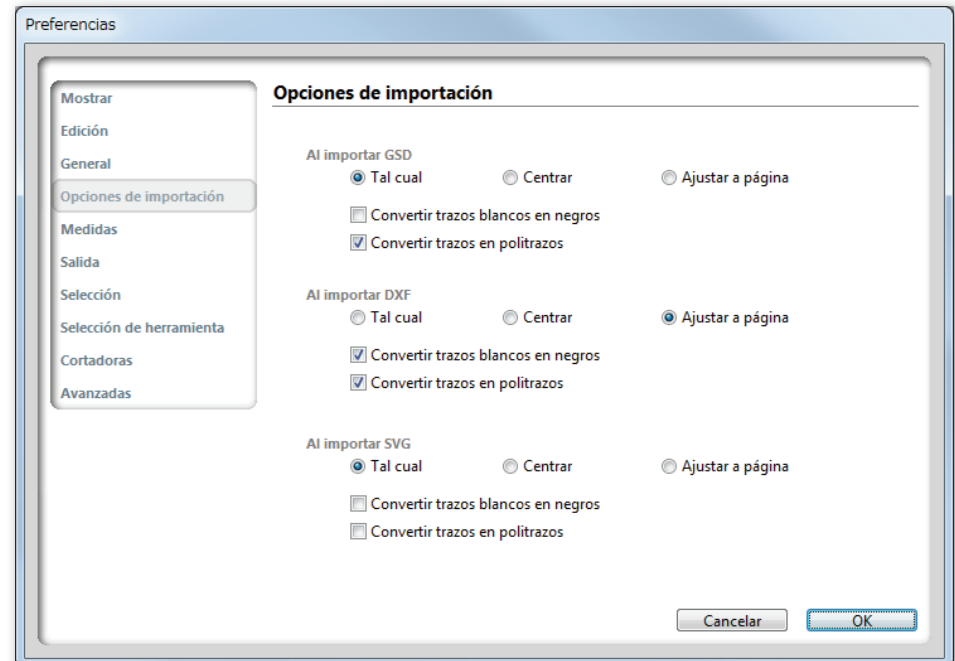 Preferencias
Mostrar
Edición
General
Opciones de importación
Medidas
Salida
Selección
Selección de herramienta
Cortadoras
Avanzadas
Opciones de importación
Al importar GSD
Tal cual Centrar Ajustar a página
Convertir trazos blancos en negros
Convertir trazos en politrazos
Al importar DXF
Tal cual Centrar Ajustar a página
Convertir trazos blancos en negros
Convertir trazos en politrazos
Al importar SVG
Tal cual Centrar Ajustar a página
Convertir trazos blancos en negros
Convertir trazos en politrazos
Cancelar OK